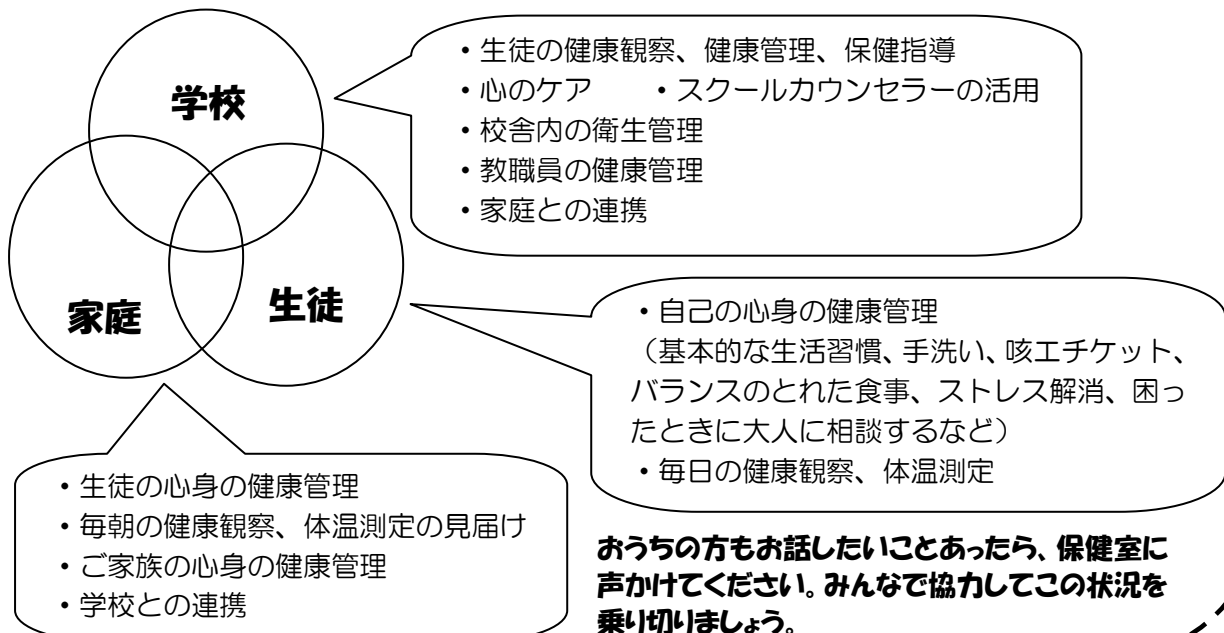 学校
・生徒の健康観察、健康管理、保健指導
・心のケア　　・スクールカウンセラーの活用
・校舎内の衛生管理
・教職員の健康管理
・家庭との連携
家庭
生徒
・自己の心身の健康管理
（基本的な生活習慣、手洗い、咳エチケット、
バランスのとれた食事、ストレス解消、困っ
たときに大人に相談するなど）
・毎日の健康観察、体温測定
・生徒の心身の健康管理
・毎朝の健康観察、体温測定の見届け
・ご家族の心身の健康管理
・学校との連携
おうちの方もお話したいことあったら、保健室に
声かけてください。みんなで協力してこの状況を
乗り切りましょう。